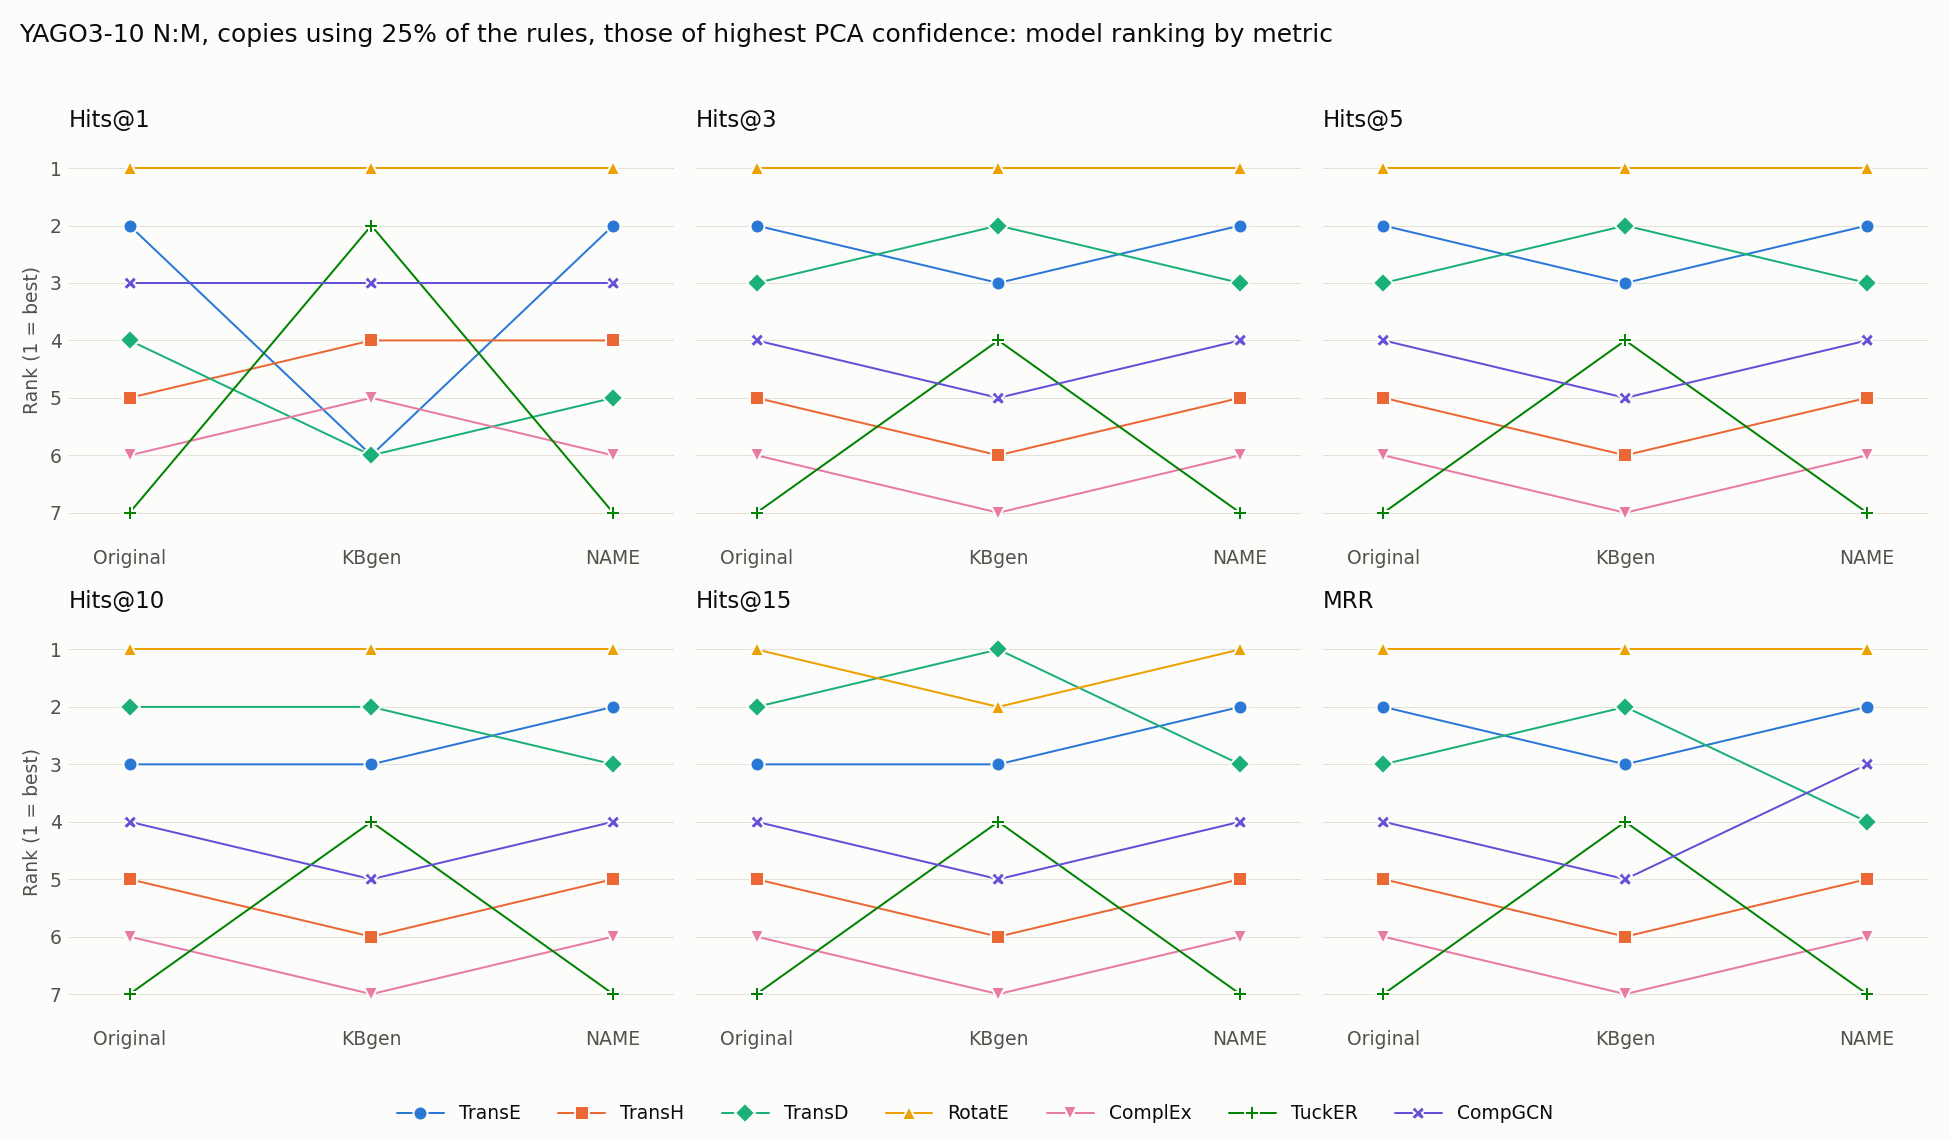 YAGO3-10 N:M, copies using 25% of the rules, those of highest PCA confidence: model ranking by metric
Hits@1
Hits@3
Hits@5
Rank (1 = best)
1
2
3
4
5
6
7
Original KBgen NAME
Original KBgen NAME
Original KBgen NAME
Hits@10
Hits@15
MRR
Rank (1 = best)
1
2
3
4
5
6
7
Original KBgen NAME
Original KBgen NAME
Original KBgen NAME
TransE TransH TransD RotatE ComplEx TuckER CompGCN